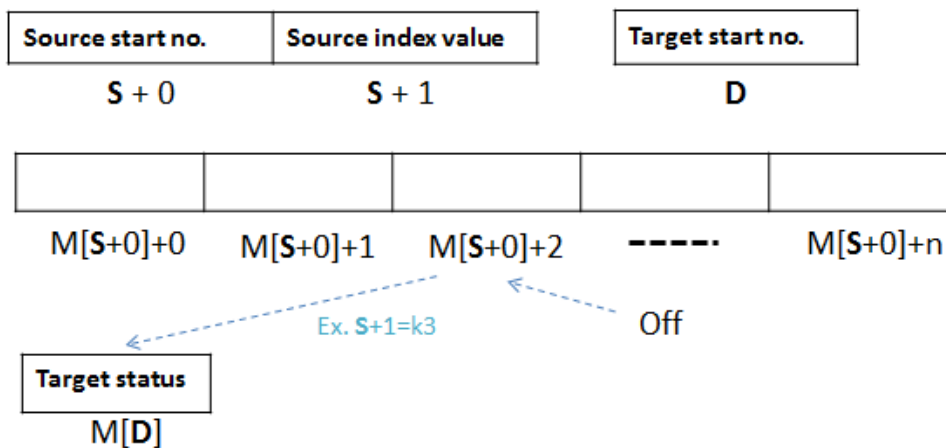 Source start no. Source index value Target start no.
S + 0 S + 1 D
M[S+0]+0 M[S+0]+1 M[S+0]+2 ----- M[S+0]+n
Ex. S+1=k3 Off
Target status
M[D]